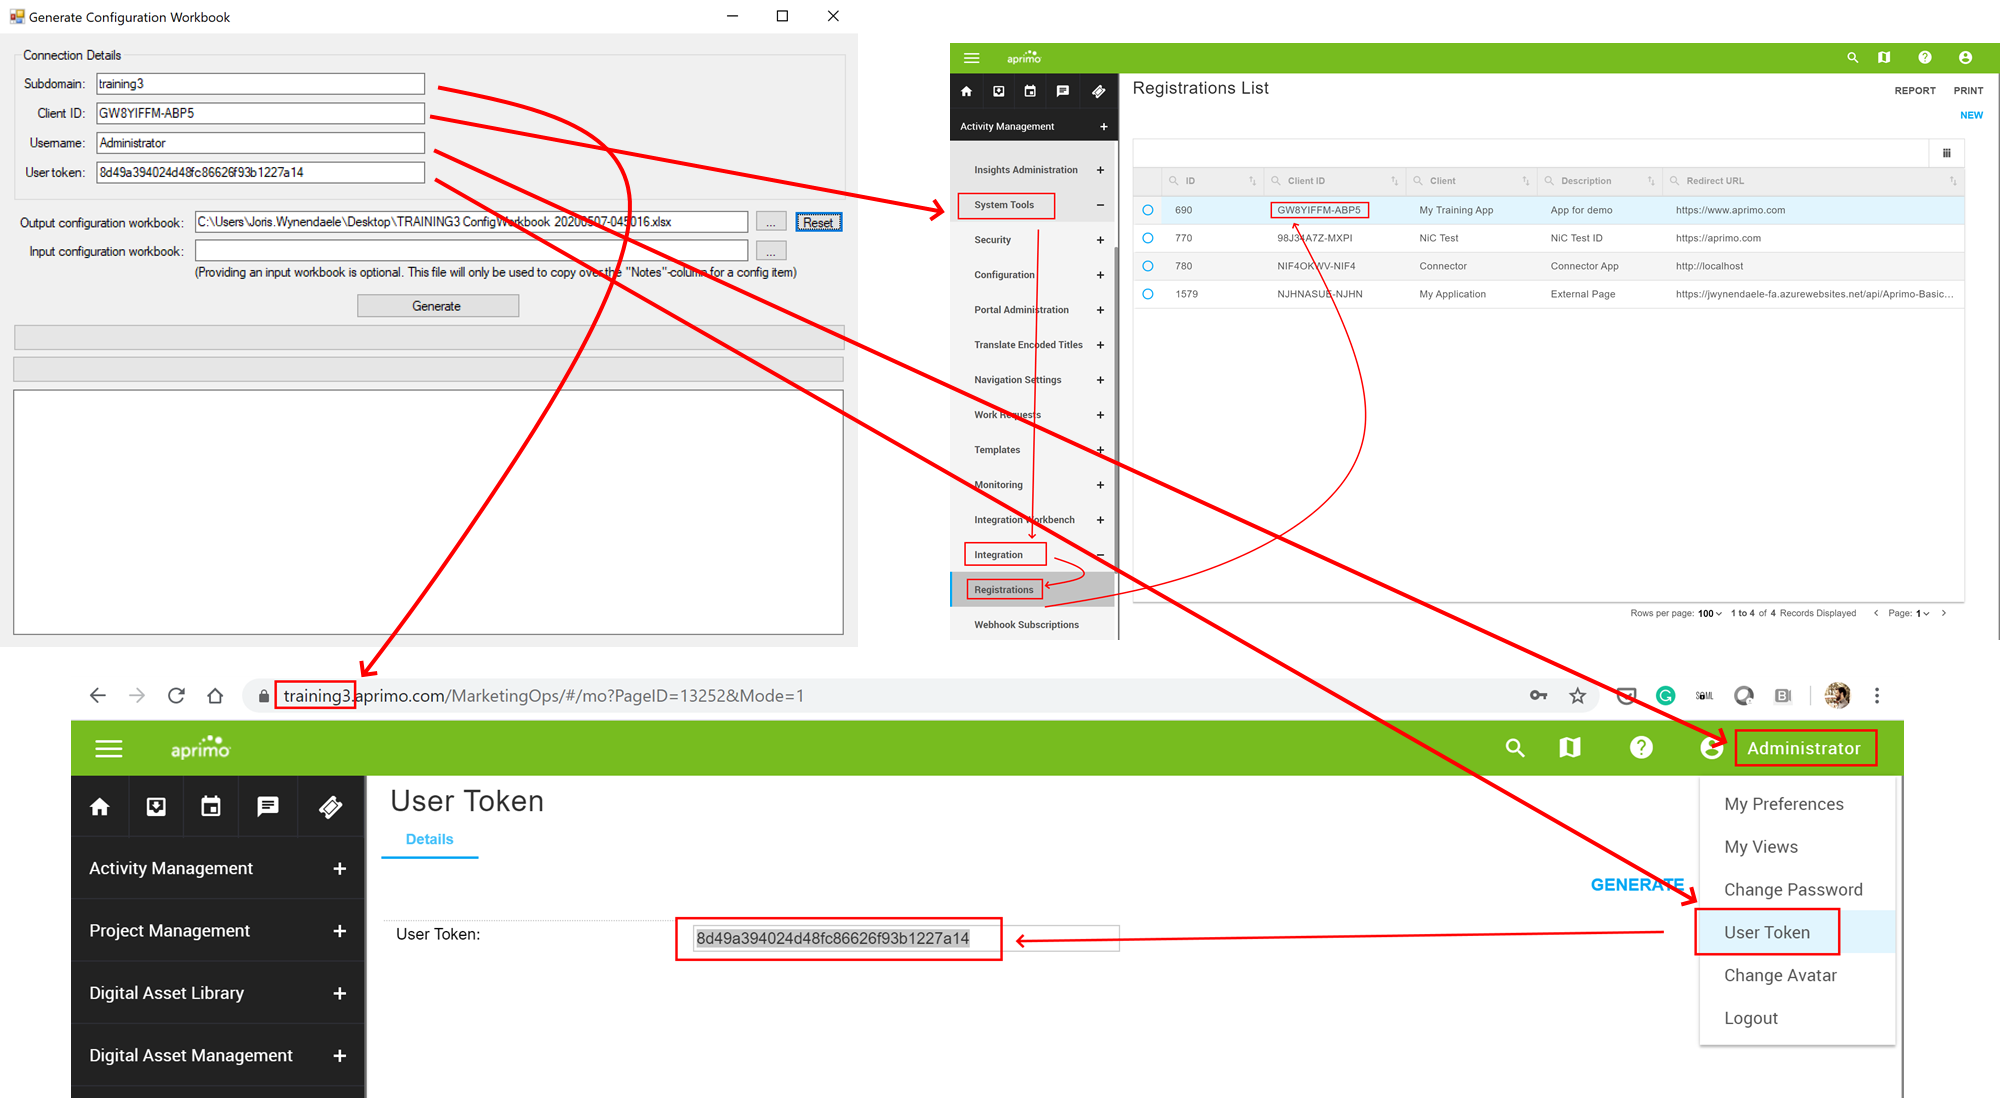 Generate Configuration Workbook
Connection Details
Subdomain: training3
Client ID: GW8YIFFM-ABP5
Username: Administrator
User token: 8d49a394024d48fc86626f93b1227a14
Output configuration workbook: C:\Users\Joris.Wynendaele\Desktop\TRAINING3 ConfigWorkbook 20200507-045016.xlsx ... Reset
Input configuration workbook: ...
(Providing an input workbook is optional. This file will only be used to copy over the "Notes"-column for a config item)
Generate
aprimo
Activity Management +
Insights Administration +
System Tools −
Security +
Configuration +
Portal Administration +
Translate Encoded Titles +
Navigation Settings +
Work Requests +
Templates +
Monitoring +
Integration Workbench +
Integration −
Registrations
Webhook Subscriptions
Registrations List
REPORT PRINT
NEW
ID Client ID Client Description Redirect URL
690 GW8YIFFM-ABP5 My Training App App for demo https://www.aprimo.com
770 98J34A7Z-MXPI NiC Test NiC Test ID https://aprimo.com
780 NIF4OKWV-NIF4 Connector Connector App http://localhost
1579 NJHNASUE-NJHN My Application External Page https://jwynendaele-fa.azurewebsites.net/api/Aprimo-Basic...
Rows per page: 100 1 to 4 of 4 Records Displayed Page: 1
training3.aprimo.com/MarketingOps/#/mo?PageID=13252&Mode=1
aprimo
Administrator
Activity Management +
Project Management +
Digital Asset Library +
Digital Asset Management +
User Token
Details
GENERATE
User Token: 8d49a394024d48fc86626f93b1227a14
My Preferences
My Views
Change Password
User Token
Change Avatar
Logout